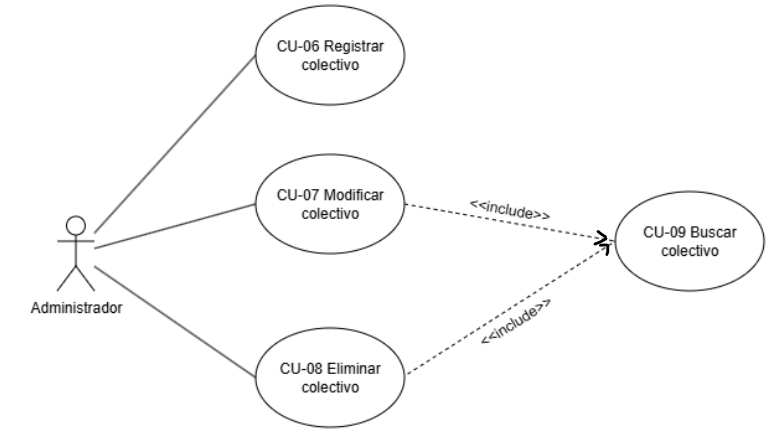 CU-06 Registrar
colectivo
CU-07 Modificar
colectivo
<<include>>
CU-09 Buscar
colectivo
Administrador
<<include>>
CU-08 Eliminar
colectivo